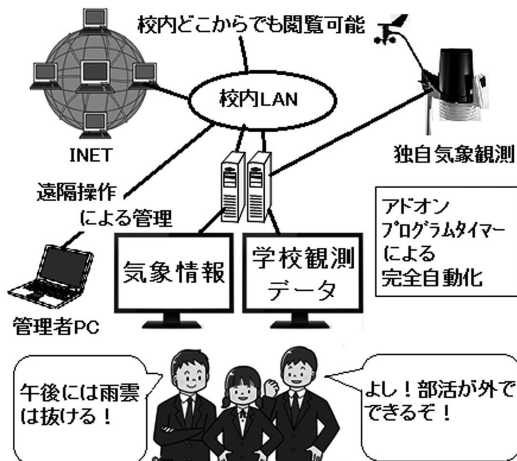 校内どこからでも閲覧可能
校内LAN
INET
独自気象観測
遠隔操作
による管理
アドオン
ﾌﾟﾛｸﾞﾗﾑタイマー
による
完全自動化
気象情報
学校観測
データ
管理者PC
午後には雨雲
は抜ける！
よし！部活が外で
できるぞ！